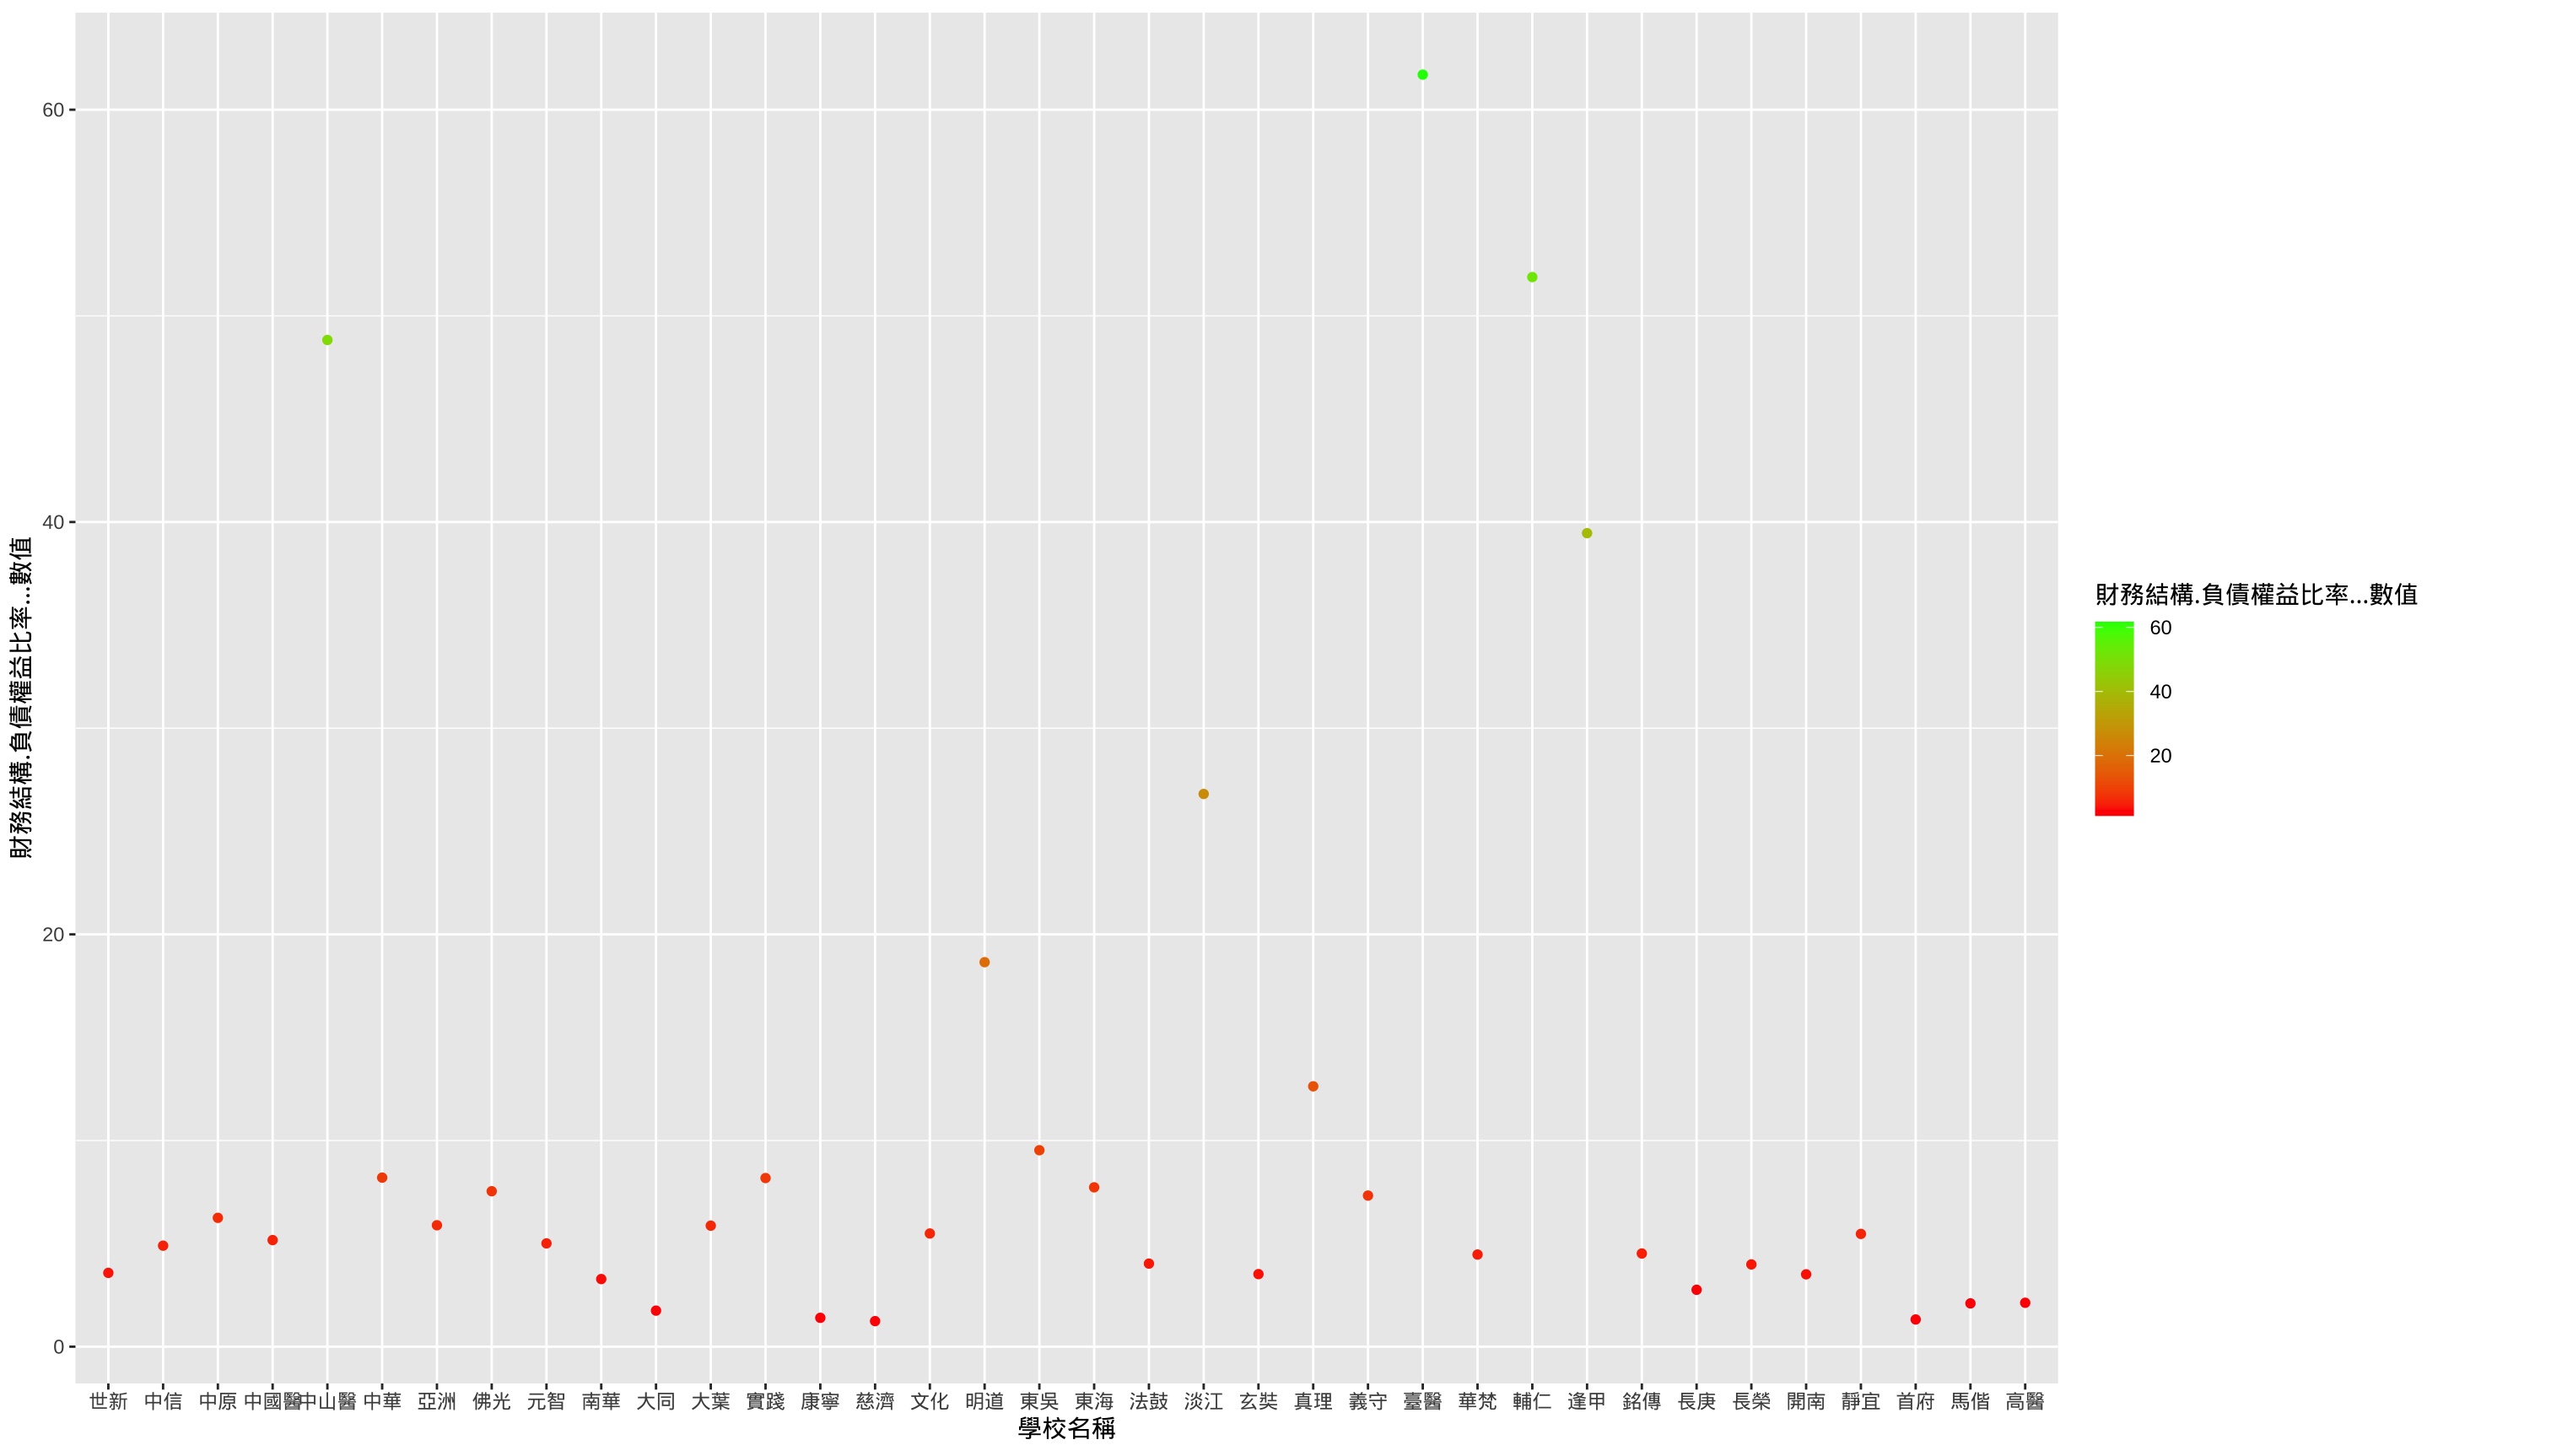 60
40
20
0
財務結構.負債權益比率...數值
世新 中信 中原 中國醫 中山醫 中華 亞洲 佛光 元智 南華 大同 大葉 實踐 康寧 慈濟 文化 明道 東吳 東海 法鼓 淡江 玄奘 真理 義守 臺醫 華梵 輔仁 逢甲 銘傳 長庚 長榮 開南 靜宜 首府 馬偕 高醫
學校名稱
財務結構.負債權益比率...數值
60
40
20